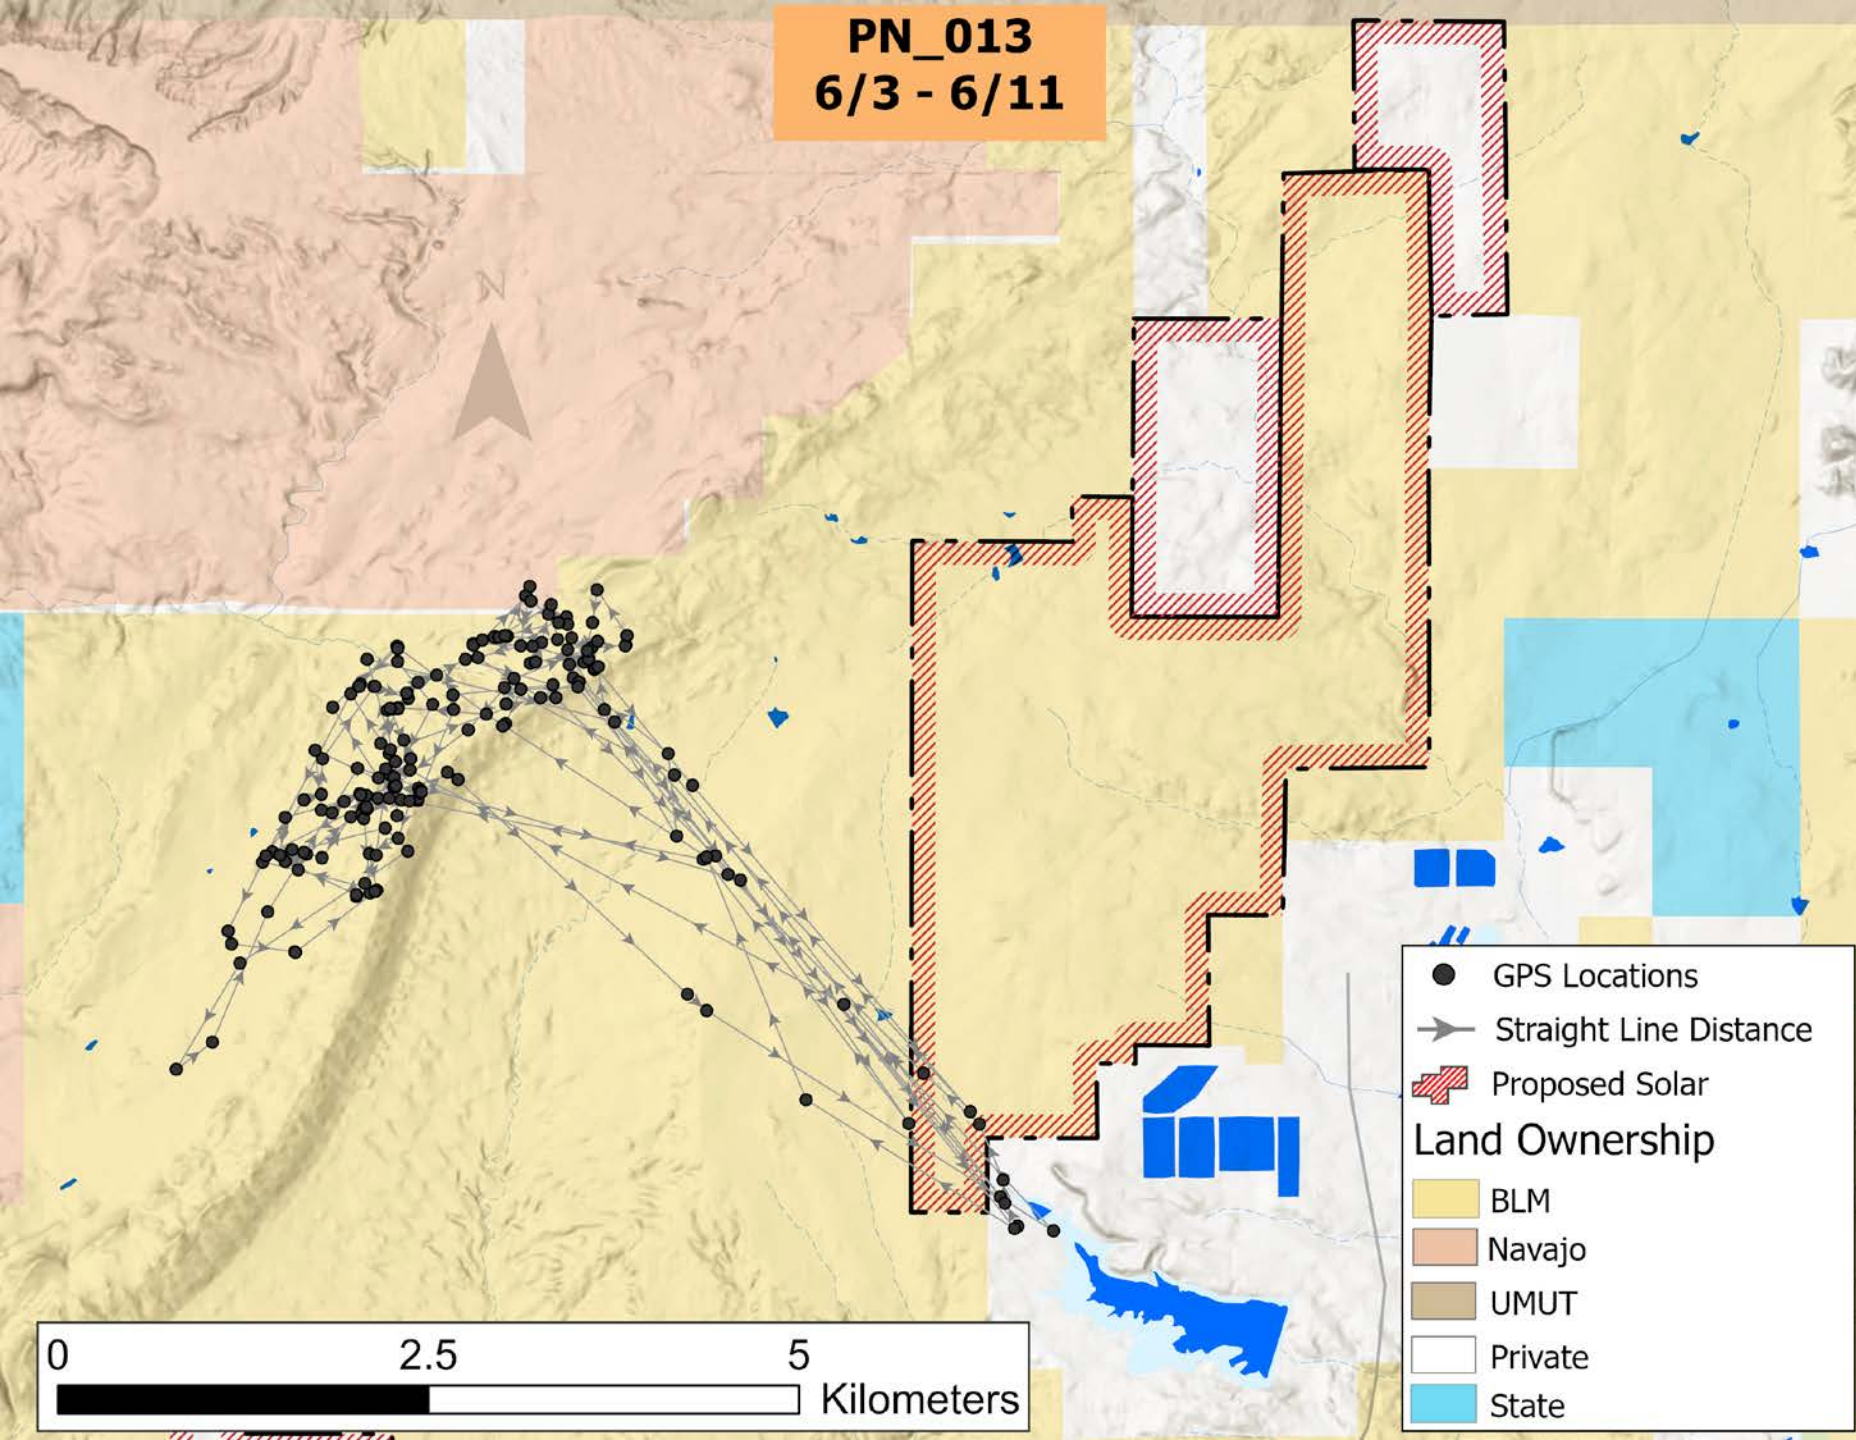 PN_013
6/3 - 6/11
N
GPS Locations
Straight Line Distance
Proposed Solar
Land Ownership
BLM
Navajo
UMUT
Private
State
0 2.5 5
Kilometers